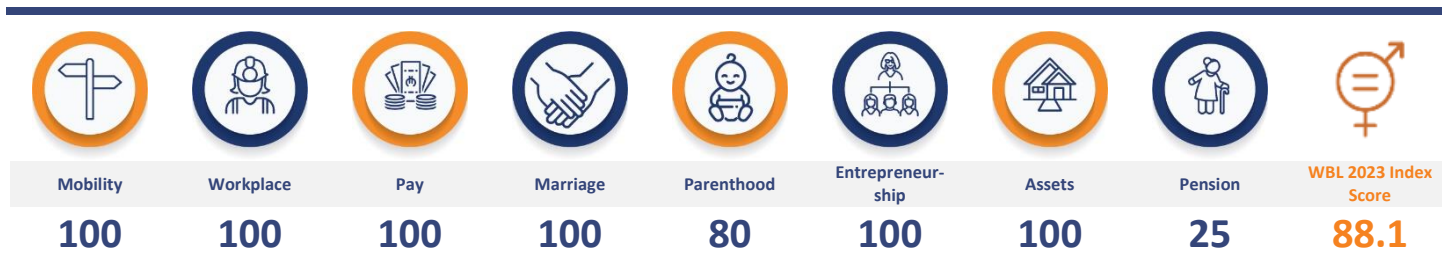 Mobility
Workplace
Pay
Marriage
Parenthood
Entrepreneur-
ship
Assets
Pension
WBL 2023 Index
Score
100
100
100
100
80
100
100
25
88.1